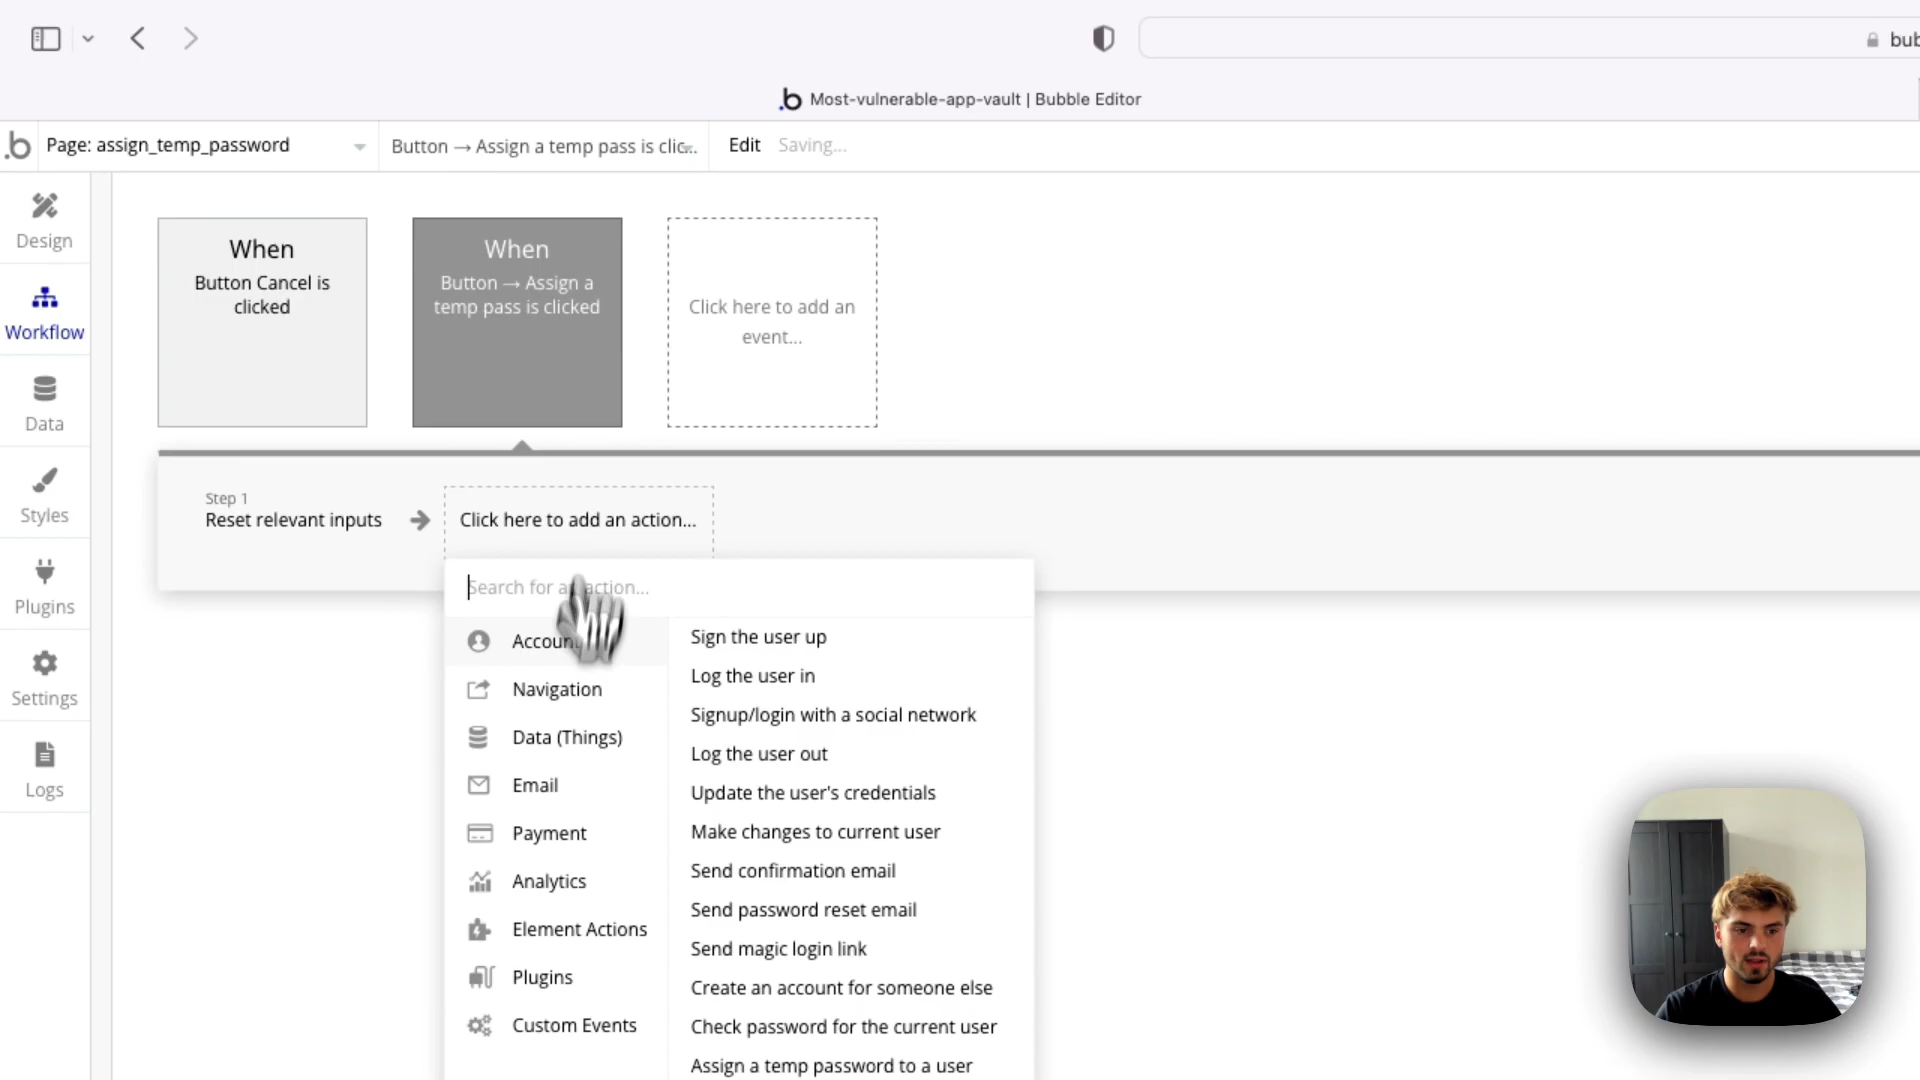 bub
Most-vulnerable-app-vault | Bubble Editor
Page: assign_temp_password
Button → Assign a temp pass is clic...
Edit
Saving...
Design
Workflow
Data
Styles
Plugins
Settings
Logs
When
Button Cancel is
clicked
When
Button → Assign a
temp pass is clicked
Click here to add an
event...
Step 1
Reset relevant inputs
Click here to add an action...
Search for an action...
Account
Navigation
Data (Things)
Email
Payment
Analytics
Element Actions
Plugins
Custom Events
Sign the user up
Log the user in
Signup/login with a social network
Log the user out
Update the user's credentials
Make changes to current user
Send confirmation email
Send password reset email
Send magic login link
Create an account for someone else
Check password for the current user
Assign a temp password to a user